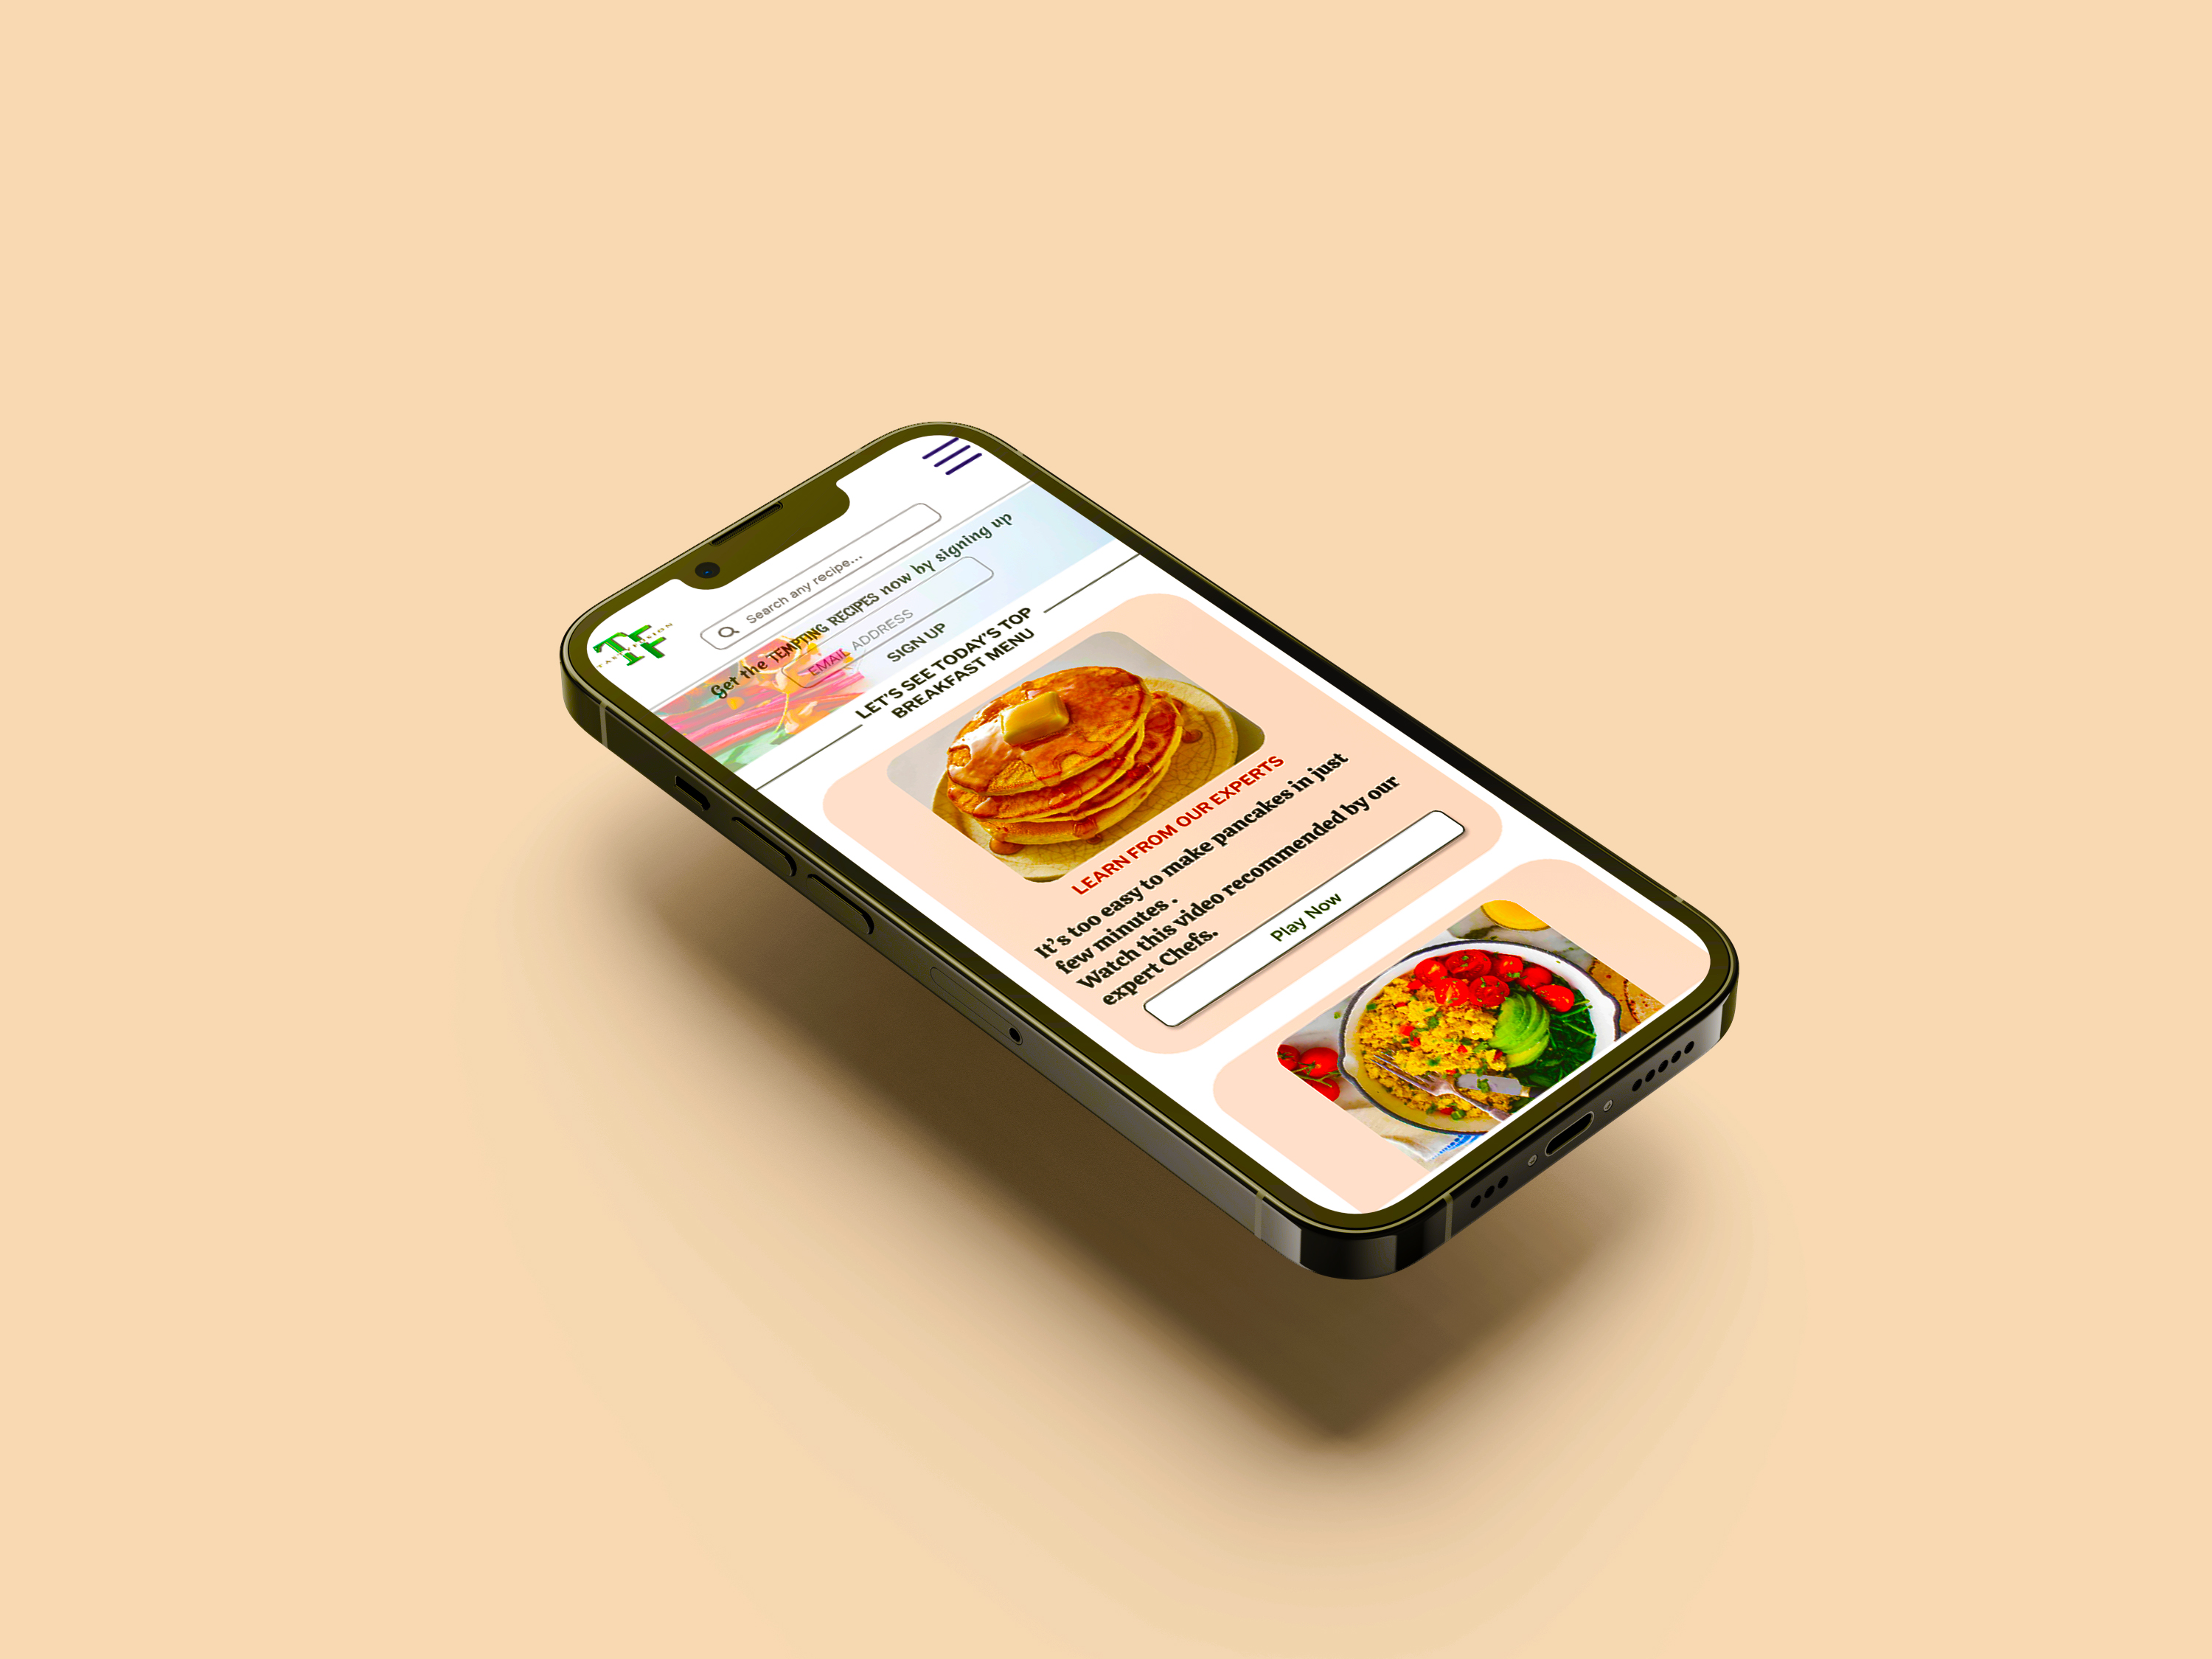 TF
Search any recipe...
Get the TEMPTING RECIPES now by signing up
EMAIL ADDRESS
SIGN UP
LET'S SEE TODAY'S TOP
BREAKFAST MENU
LEARN FROM OUR EXPERTS
It's too easy to make pancakes in just
few minutes .
Watch this video recommended by our
expert Chefs.
Play Now